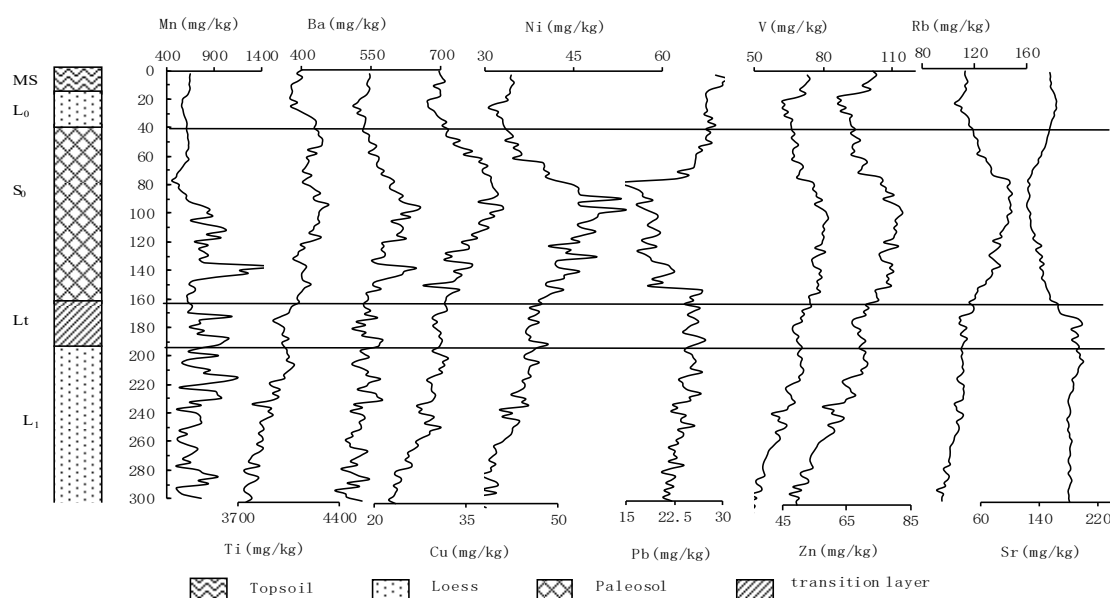 Mn(mg/kg) Ba(mg/kg) Ni(mg/kg) V(mg/kg) Rb(mg/kg)
400 900 1400 400 550 700 30 45 60 50 80 110 80 120 160
MS
L₀
S₀
Lt
L₁
0
20
40
60
80
100
120
140
160
180
200
220
240
260
280
300
3700 4400 20 35 50 15 22.5 30 45 65 85 60 140 220
Ti(mg/kg) Cu(mg/kg) Pb(mg/kg) Zn(mg/kg) Sr(mg/kg)
Topsoil Loess Paleosol transition layer